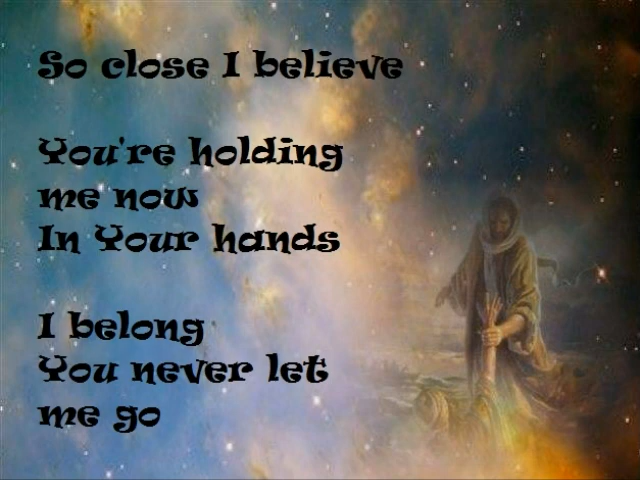 So close I believe
You're holding
me now
In Your hands
I belong
You never let
me go